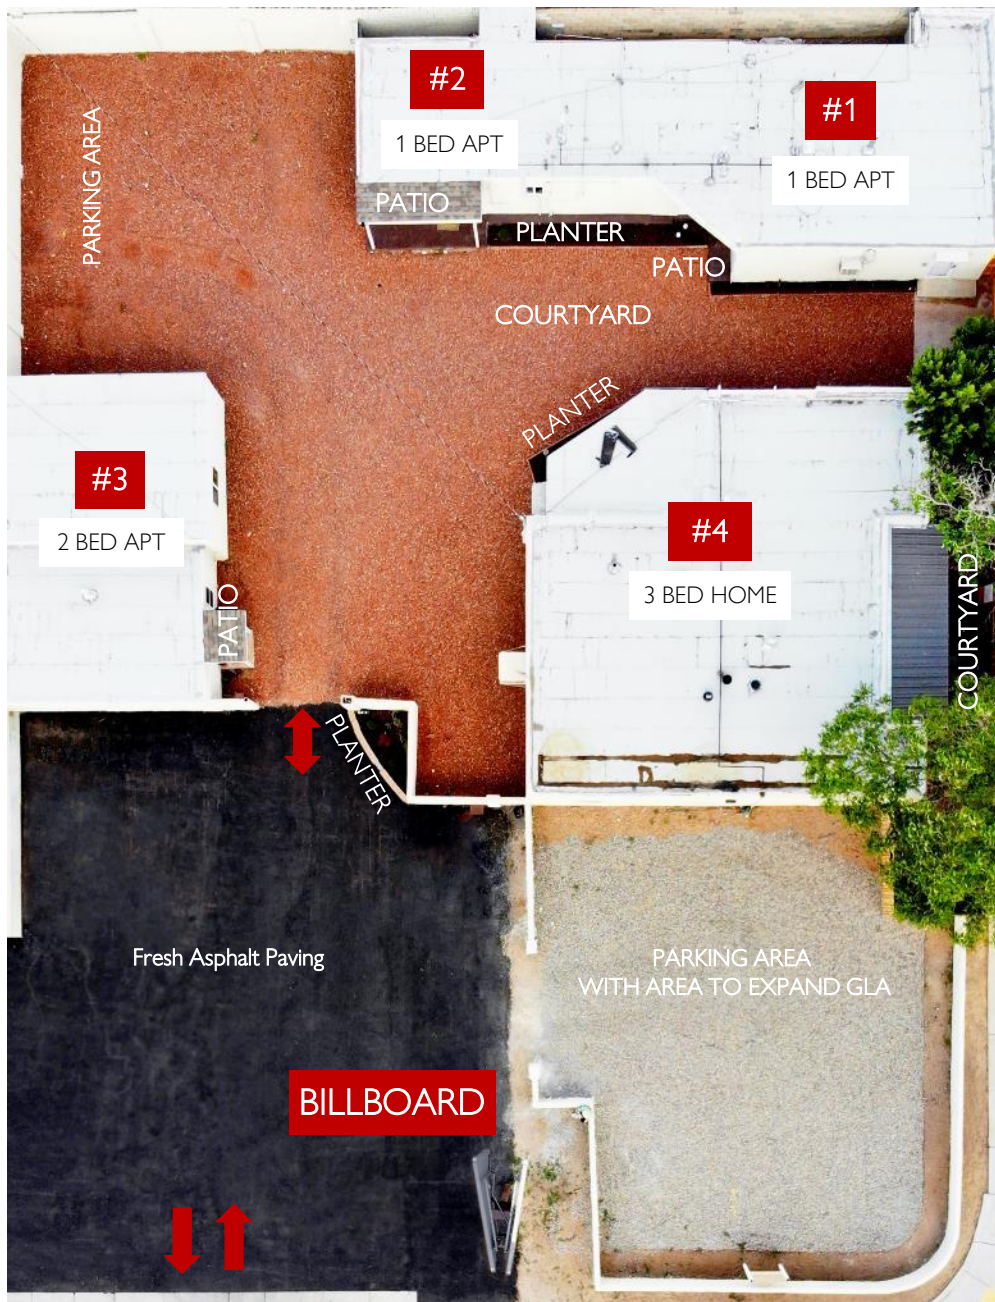 #2
#1
1 BED APT
1 BED APT
PARKING AREA
PATIO
PLANTER
PATIO
COURTYARD
PLANTER
#3
2 BED APT
#4
3 BED HOME
PATIO
COURTYARD
PLANTER
Fresh Asphalt Paving
PARKING AREA
WITH AREA TO EXPAND GLA
BILLBOARD